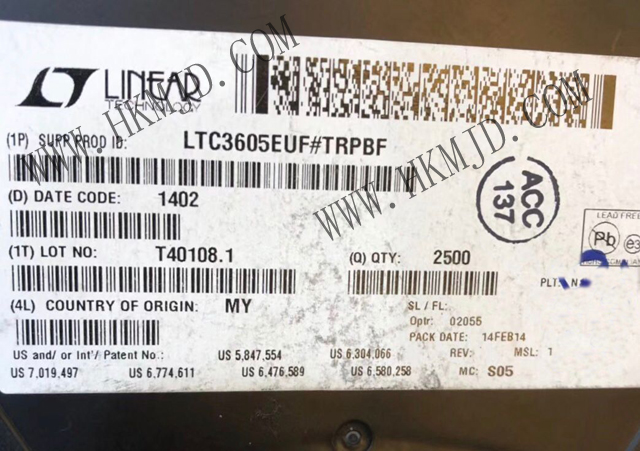 LINEAR
TECHNOLOGY
(1P) SUPR PROD ID: LTC3605EUF#TRPBF
(D) DATE CODE: 1402
(1T) LOT NO: T40108.1 (Q) QTY: 2500
(4L) COUNTRY OF ORIGIN: MY
ACC
137
LEAD FREE
Pb e3
PLT:
SL / FL:
Optr: 02055
PACK DATE: 14FEB14
REV: MSL: 1
MC: S05
US and/ or Int'/ Patent No.: US 5,847,554 US 6,304,066
US 7,019,497 US 6,774,611 US 6,476,589 US 6,580,258
WWW.HKMJD.COM
WWW.HKMJD.COM